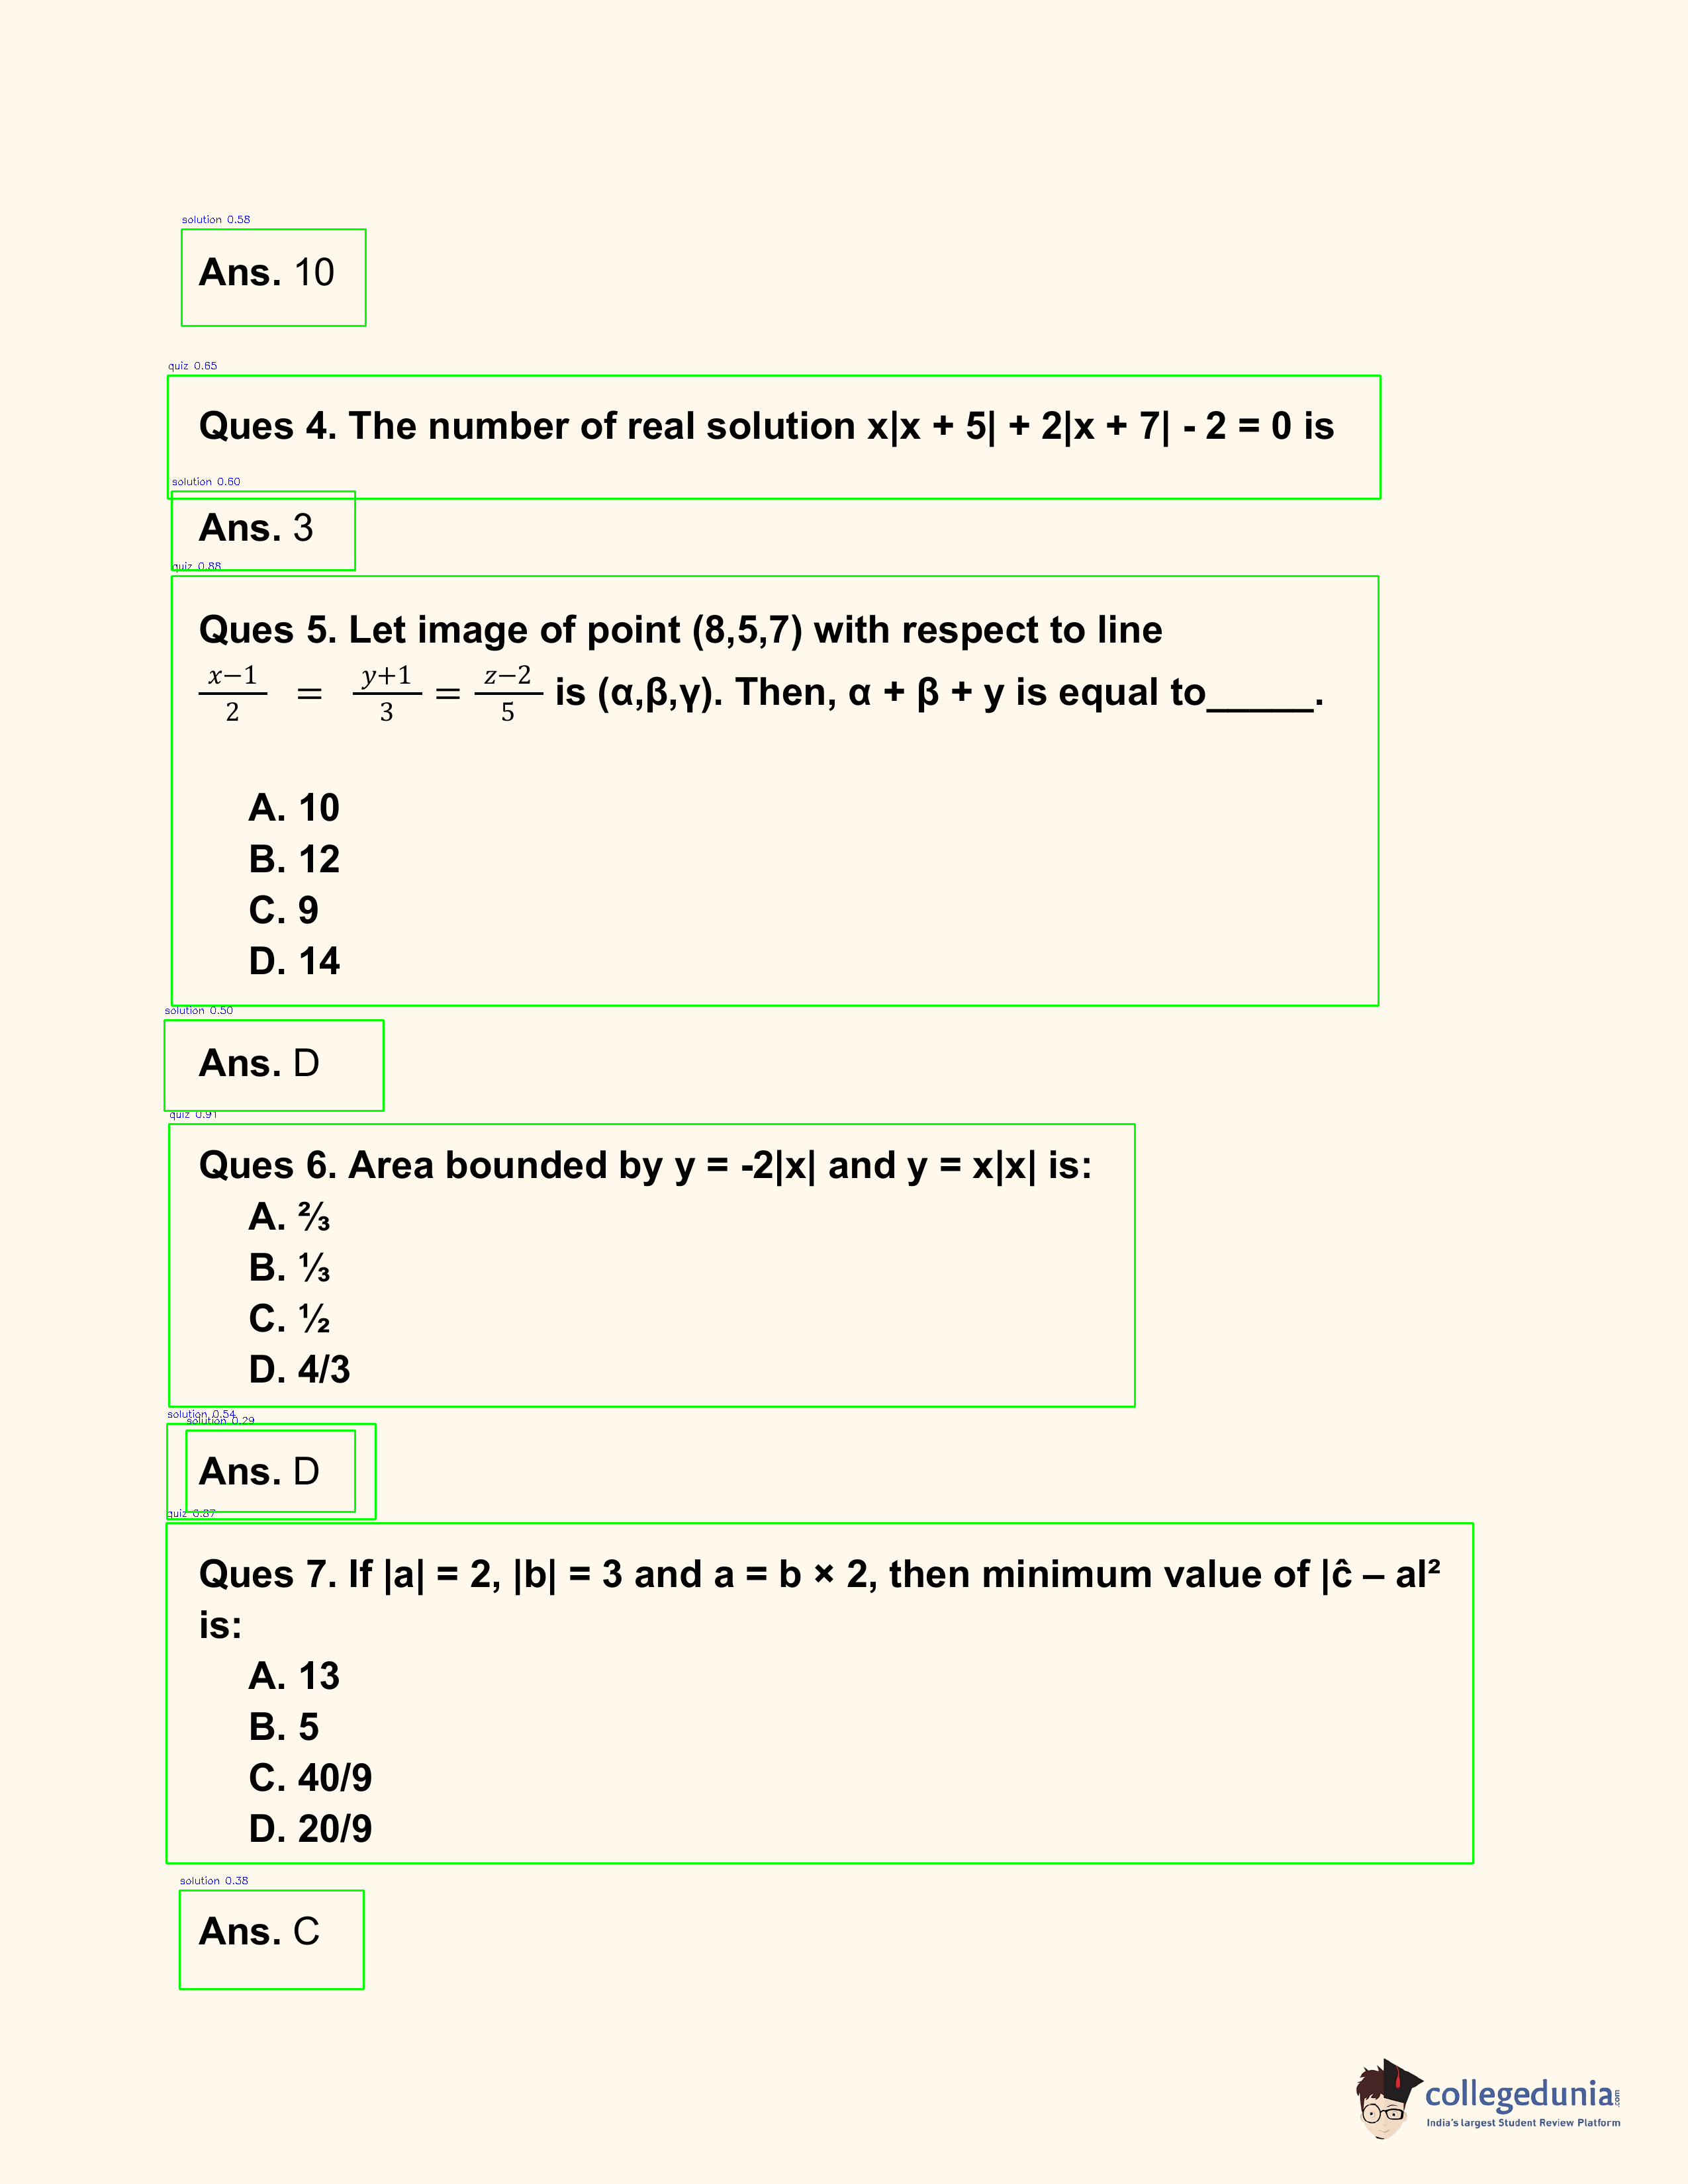 solution 0.58
Ans. 10
quiz 0.65
Ques 4. The number of real solution x|x + 5| + 2|x + 7| - 2 = 0 is
solution 0.60
Ans. 3
quiz 0.88
Ques 5. Let image of point (8,5,7) with respect to line
x−1/2 = y+1/3 = z−2/5 is (α,β,γ). Then, α + β + y is equal to_____.
A. 10
B. 12
C. 9
D. 14
solution 0.50
Ans. D
quiz 0.91
Ques 6. Area bounded by y = -2|x| and y = x|x| is:
A. ⅔
B. ⅓
C. ½
D. 4/3
solution 0.54
solution 0.29
Ans. D
quiz 0.87
Ques 7. If |a| = 2, |b| = 3 and a = b × 2, then minimum value of |ĉ – al²
is:
A. 13
B. 5
C. 40/9
D. 20/9
solution 0.38
Ans. C
collegedunia.com
India's largest Student Review Platform